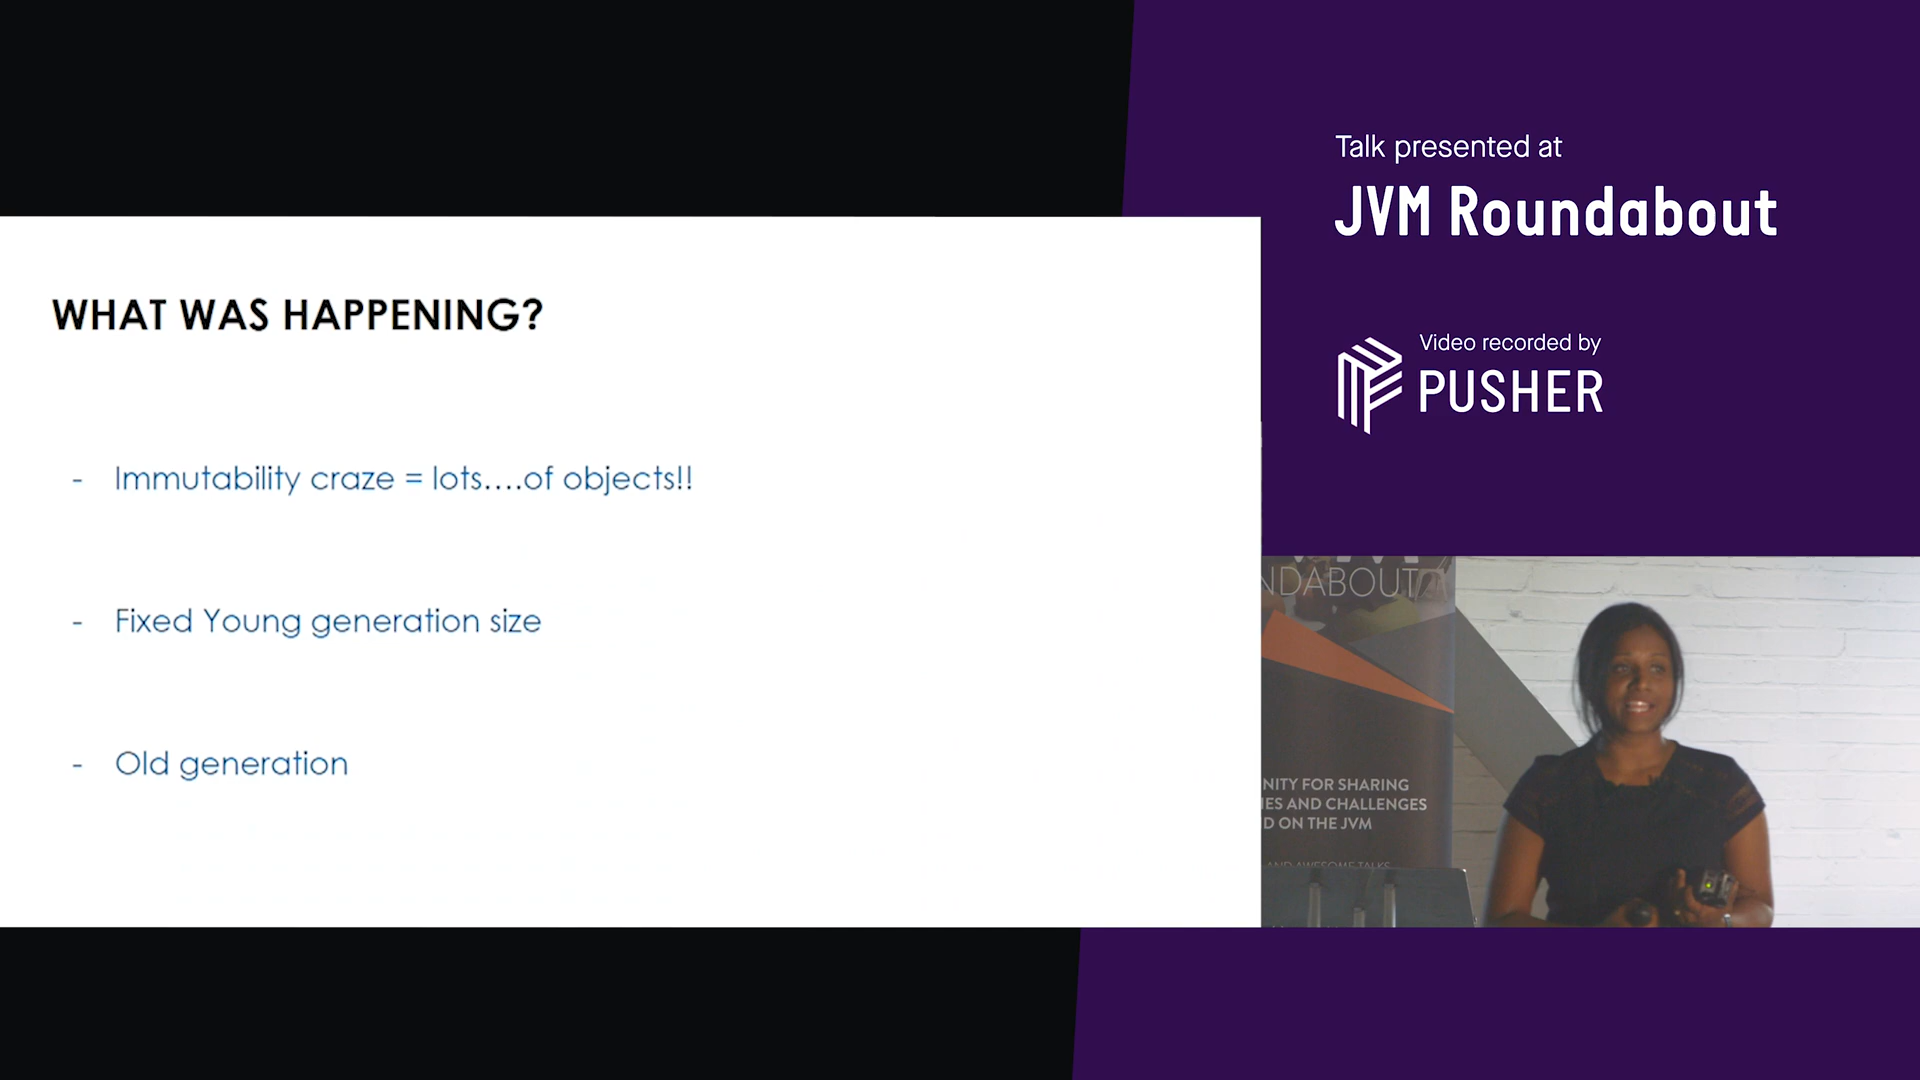 Talk presented at
JVM Roundabout
Video recorded by
PUSHER
WHAT WAS HAPPENING?
- Immutability craze = lots....of objects!!
- Fixed Young generation size
- Old generation
NDABOUT
NITY FOR SHARING
IES AND CHALLENGES
D ON THE JVM
AND AWESOME TALKS